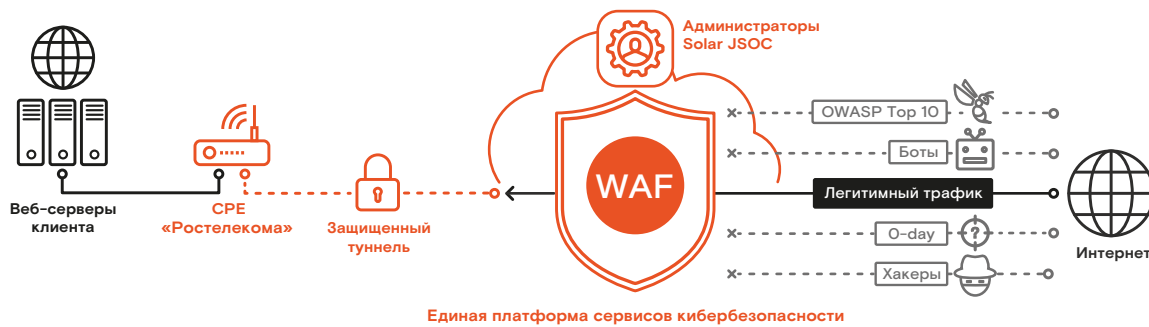 Администраторы
Solar JSOC
OWASP Top 10
Боты
WAF
Легитимный трафик
Веб-серверы
клиента
CPE
«Ростелекома»
Защищенный
туннель
0-day
?
Интернет
Хакеры
Единая платформа сервисов кибербезопасности